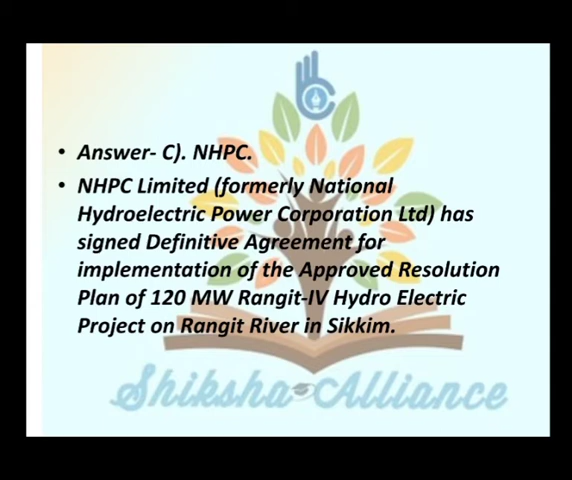 • Answer- C). NHPC.
• NHPC Limited (formerly National
Hydroelectric Power Corporation Ltd) has
signed Definitive Agreement for
implementation of the Approved Resolution
Plan of 120 MW Rangit-IV Hydro Electric
Project on Rangit River in Sikkim.
Shiksha Alliance